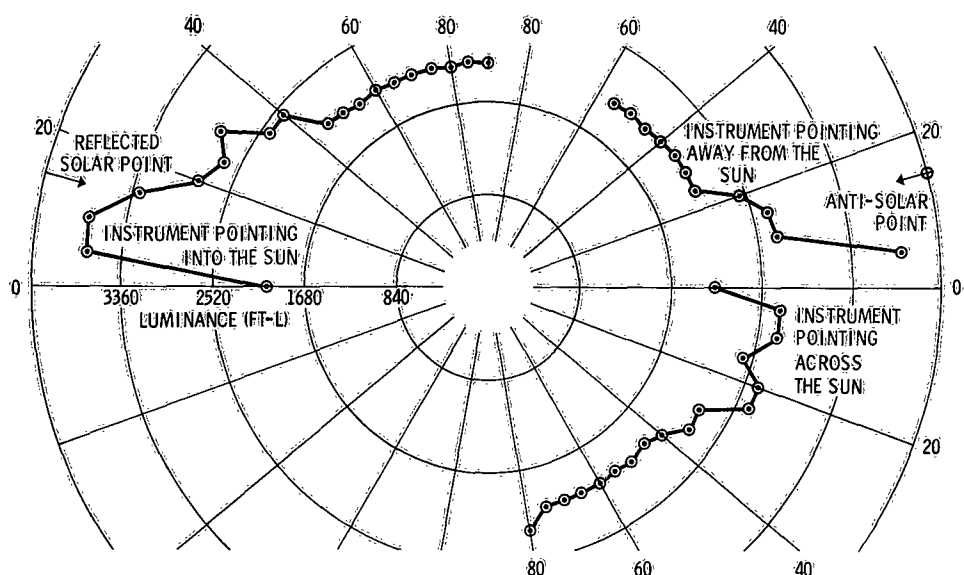 40
60
80
80
60
40
20
REFLECTED
SOLAR POINT
INSTRUMENT POINTING
AWAY FROM THE
SUN
20
ANTI-SOLAR
POINT
INSTRUMENT POINTING
INTO THE SUN
0
3360
2520
1680
840
0
LUMINANCE (FT-L)
INSTRUMENT
POINTING
ACROSS
THE SUN
20
80
60
40